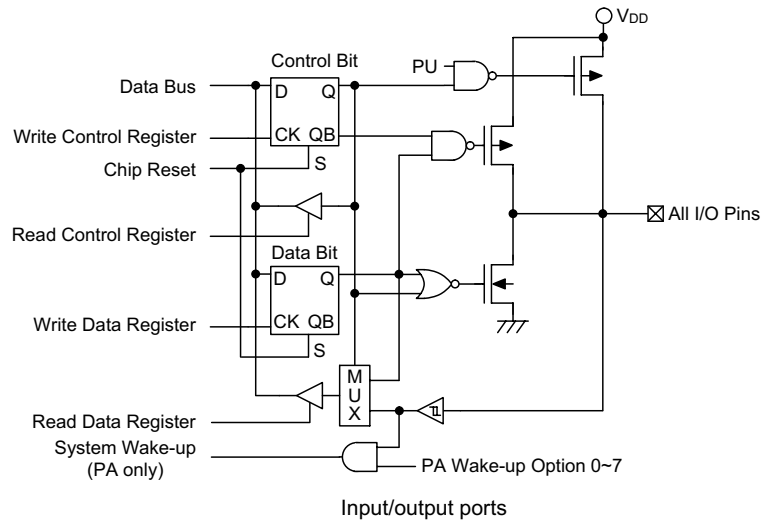 VDD
Control Bit
PU
Data Bus
D
Q
Write Control Register
CK
QB
Chip Reset
S
All I/O Pins
Read Control Register
Data Bit
D
Q
Write Data Register
CK
QB
S
M
U
X
Read Data Register
System Wake-up
(PA only)
PA Wake-up Option 0~7
Input/output ports